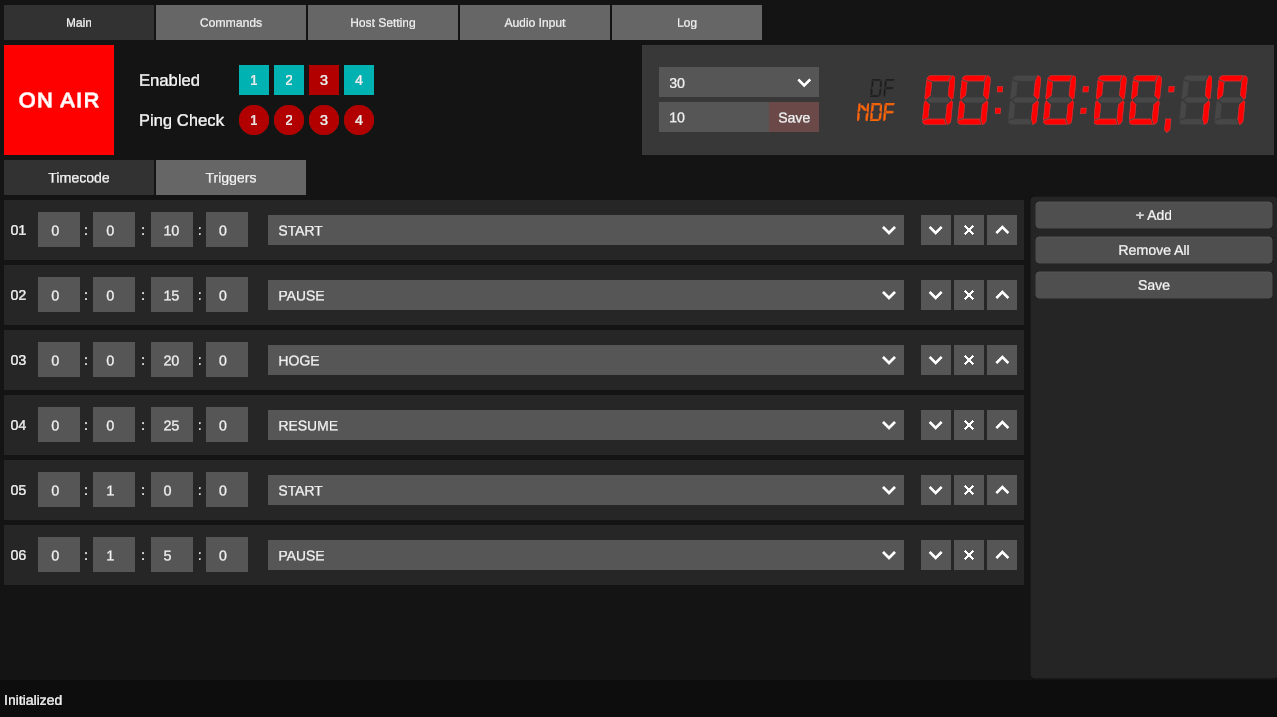 Main Commands Host Setting Audio Input Log
ON AIR
Enabled 1 2 3 4
Ping Check 1 2 3 4
30
10 Save
DF
NDF
00:10:00;17
Timecode Triggers
01 0 : 0 : 10 : 0 START
02 0 : 0 : 15 : 0 PAUSE
03 0 : 0 : 20 : 0 HOGE
04 0 : 0 : 25 : 0 RESUME
05 0 : 1 : 0 : 0 START
06 0 : 1 : 5 : 0 PAUSE
+ Add
Remove All
Save
Initialized